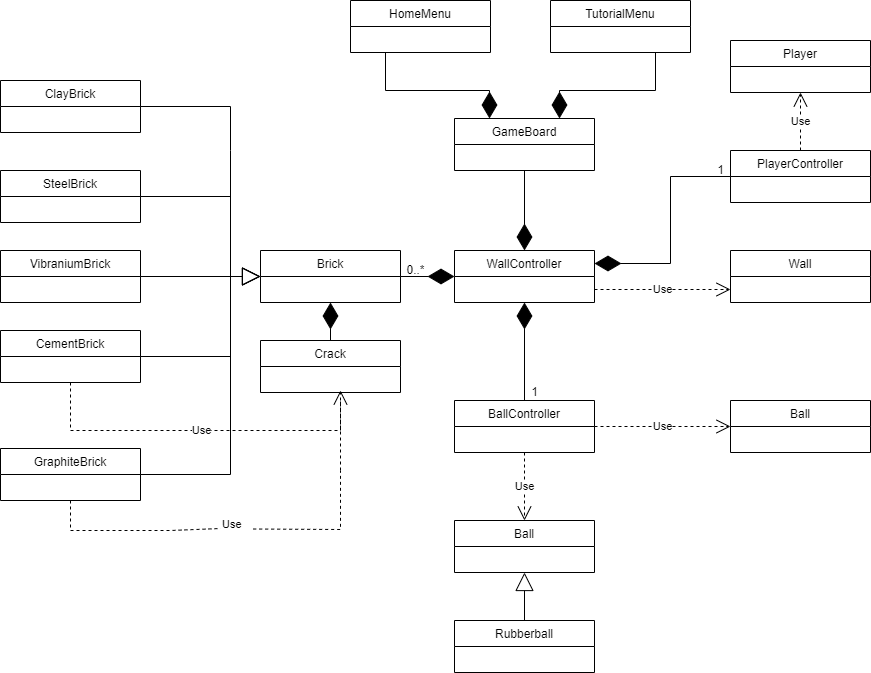 HomeMenu
TutorialMenu
Player
ClayBrick
GameBoard
Use
PlayerController
1
SteelBrick
VibraniumBrick
Brick
0..*
WallController
Wall
Use
CementBrick
Crack
1
BallController
Ball
Use
Use
GraphiteBrick
Use
Use
Ball
Rubberball